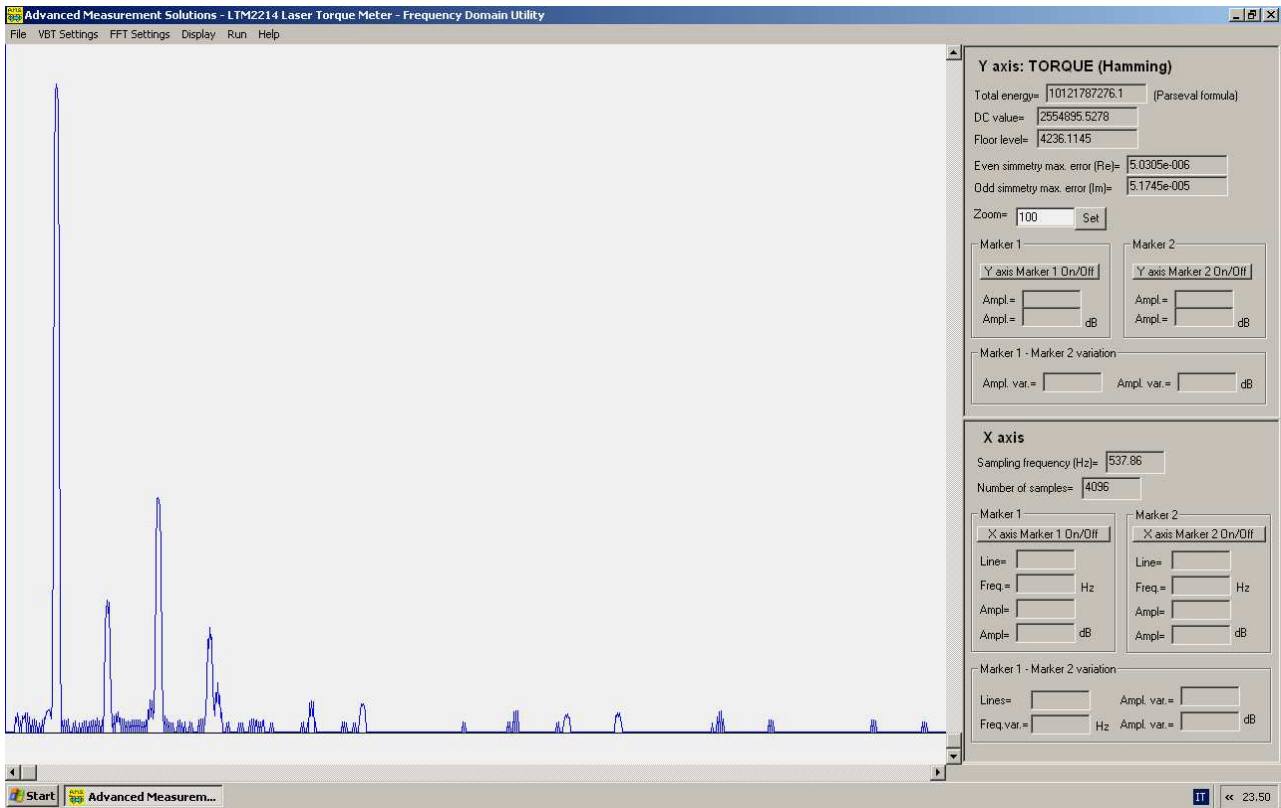 Advanced Measurement Solutions - LTM2214 Laser Torque Meter - Frequency Domain Utility
File VBT Settings FFT Settings Display Run Help
Y axis: TORQUE (Hamming)
Total energy= 10121787276.1 (Parseval formula)
DC value= 2554895.5278
Floor level= 4236.1145
Even simmetry max. error (Re)= 5.0305e-006
Odd simmetry max. error (Im)= 5.1745e-005
Zoom= 100 Set
Marker 1 Marker 2
Y axis Marker 1 On/Off Y axis Marker 2 On/Off
Ampl.= Ampl.=
Ampl.= dB Ampl.= dB
Marker 1 - Marker 2 variation
Ampl. var.= Ampl. var.= dB
X axis
Sampling frequency (Hz)= 537.86
Number of samples= 4096
Marker 1 Marker 2
X axis Marker 1 On/Off X axis Marker 2 On/Off
Line= Line=
Freq.= Hz Freq.= Hz
Ampl= Ampl=
Ampl= dB Ampl= dB
Marker 1 - Marker 2 variation
Lines= Ampl. var.=
Freq.var.= Hz Ampl. var.= dB
Start AMS Advanced Measurem... IT « 23.50